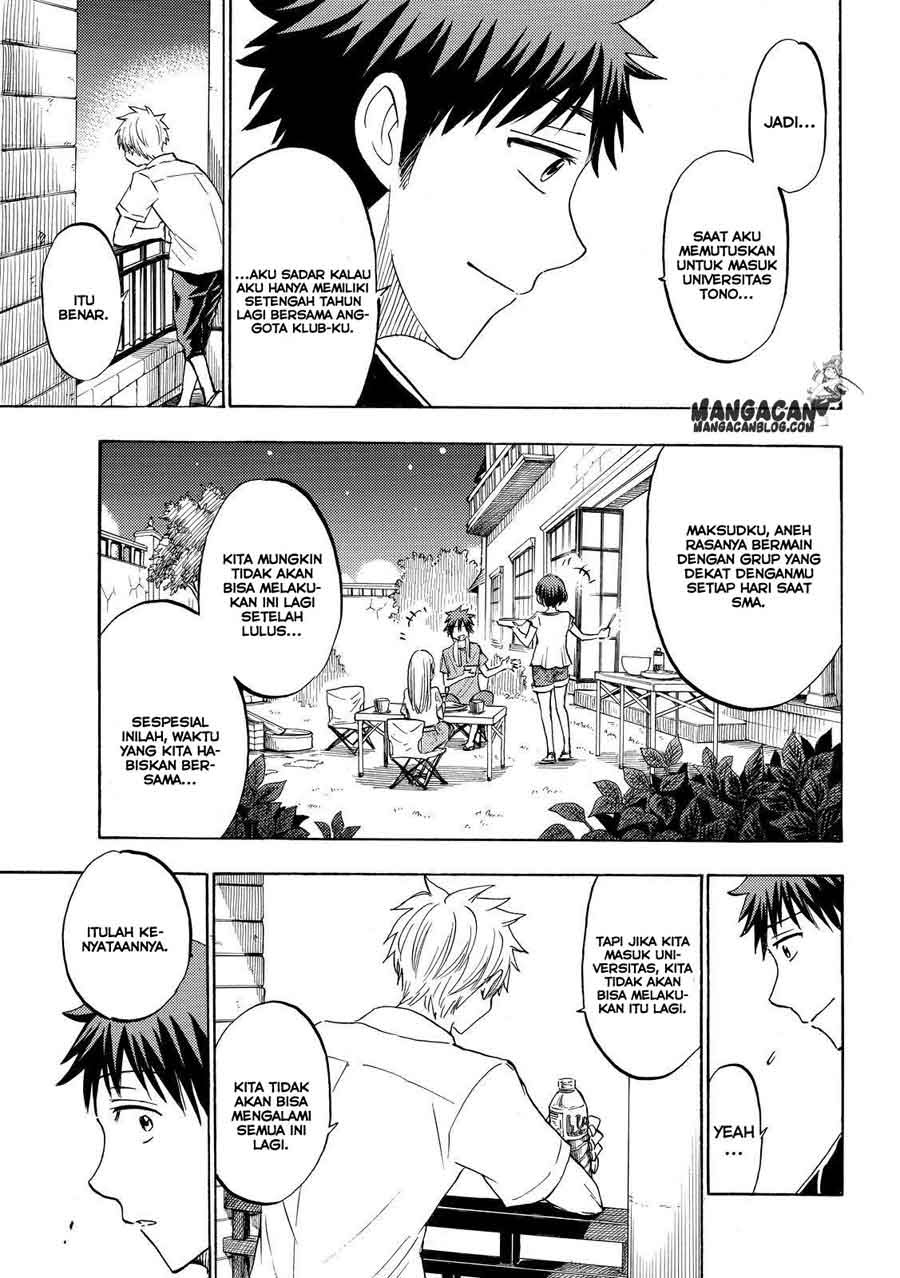 JADI...
SAAT AKU
MEMUTUSKAN
UNTUK MASUK
UNIVERSITAS
TONO...
...AKU SADAR KALAU
AKU HANYA MEMILIKI
SETENGAH TAHUN
LAGI BERSAMA ANG-
GOTA KLUB-KU.
ITU
BENAR.
MANGACAN
MANGACANBLOG.COM
MAKSUDKU, ANEH
RASANYA BERMAIN
DENGAN GRUP YANG
DEKAT DENGANMU
SETIAP HARI SAAT
SMA.
KITA MUNGKIN
TIDAK AKAN
BISA MELAKU-
KAN INI LAGI
SETELAH
LULUS...
SESPESIAL
INILAH, WAKTU
YANG KITA HA-
BISKAN BER-
SAMA...
YEAH
...
TAPI JIKA KITA
MASUK UNI-
VERSITAS, KITA
TIDAK AKAN
BISA MELAKU-
KAN ITU LAGI.
KITA TIDAK
AKAN BISA
MENGALAMI
SEMUA INI
LAGI.
ITULAH KE-
NYATAANNYA.